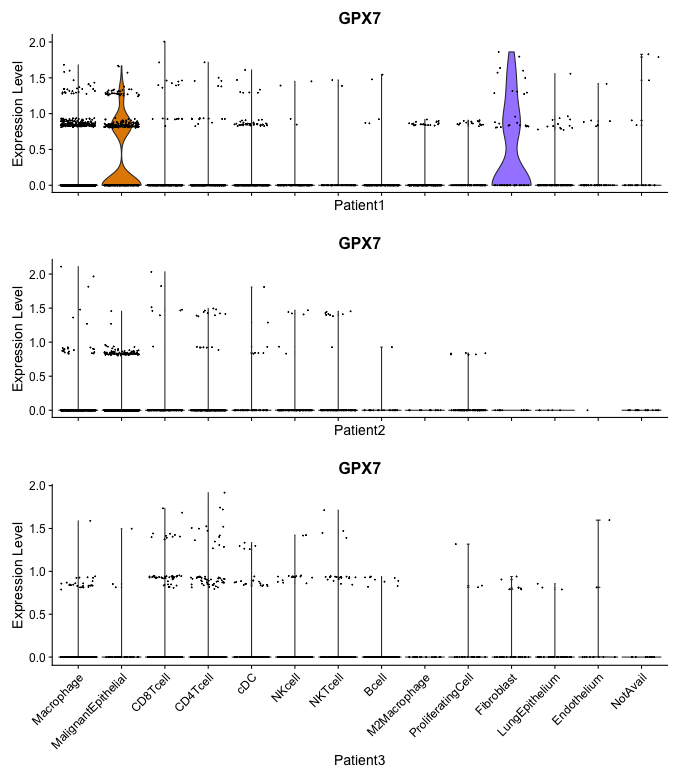 GPX7
2.0
1.5
1.0
0.5
0.0
Expression Level
Patient1
GPX7
2.0
1.5
1.0
0.5
0.0
Expression Level
Patient2
GPX7
2.0
1.5
1.0
0.5
0.0
Expression Level
Macrophage
MalignantEpithelial
CD8Tcell
CD4Tcell
cDC
NKcell
NKTcell
Bcell
M2Macrophage
ProliferatingCell
Fibroblast
LungEpithelium
Endothelium
NotAvail
Patient3